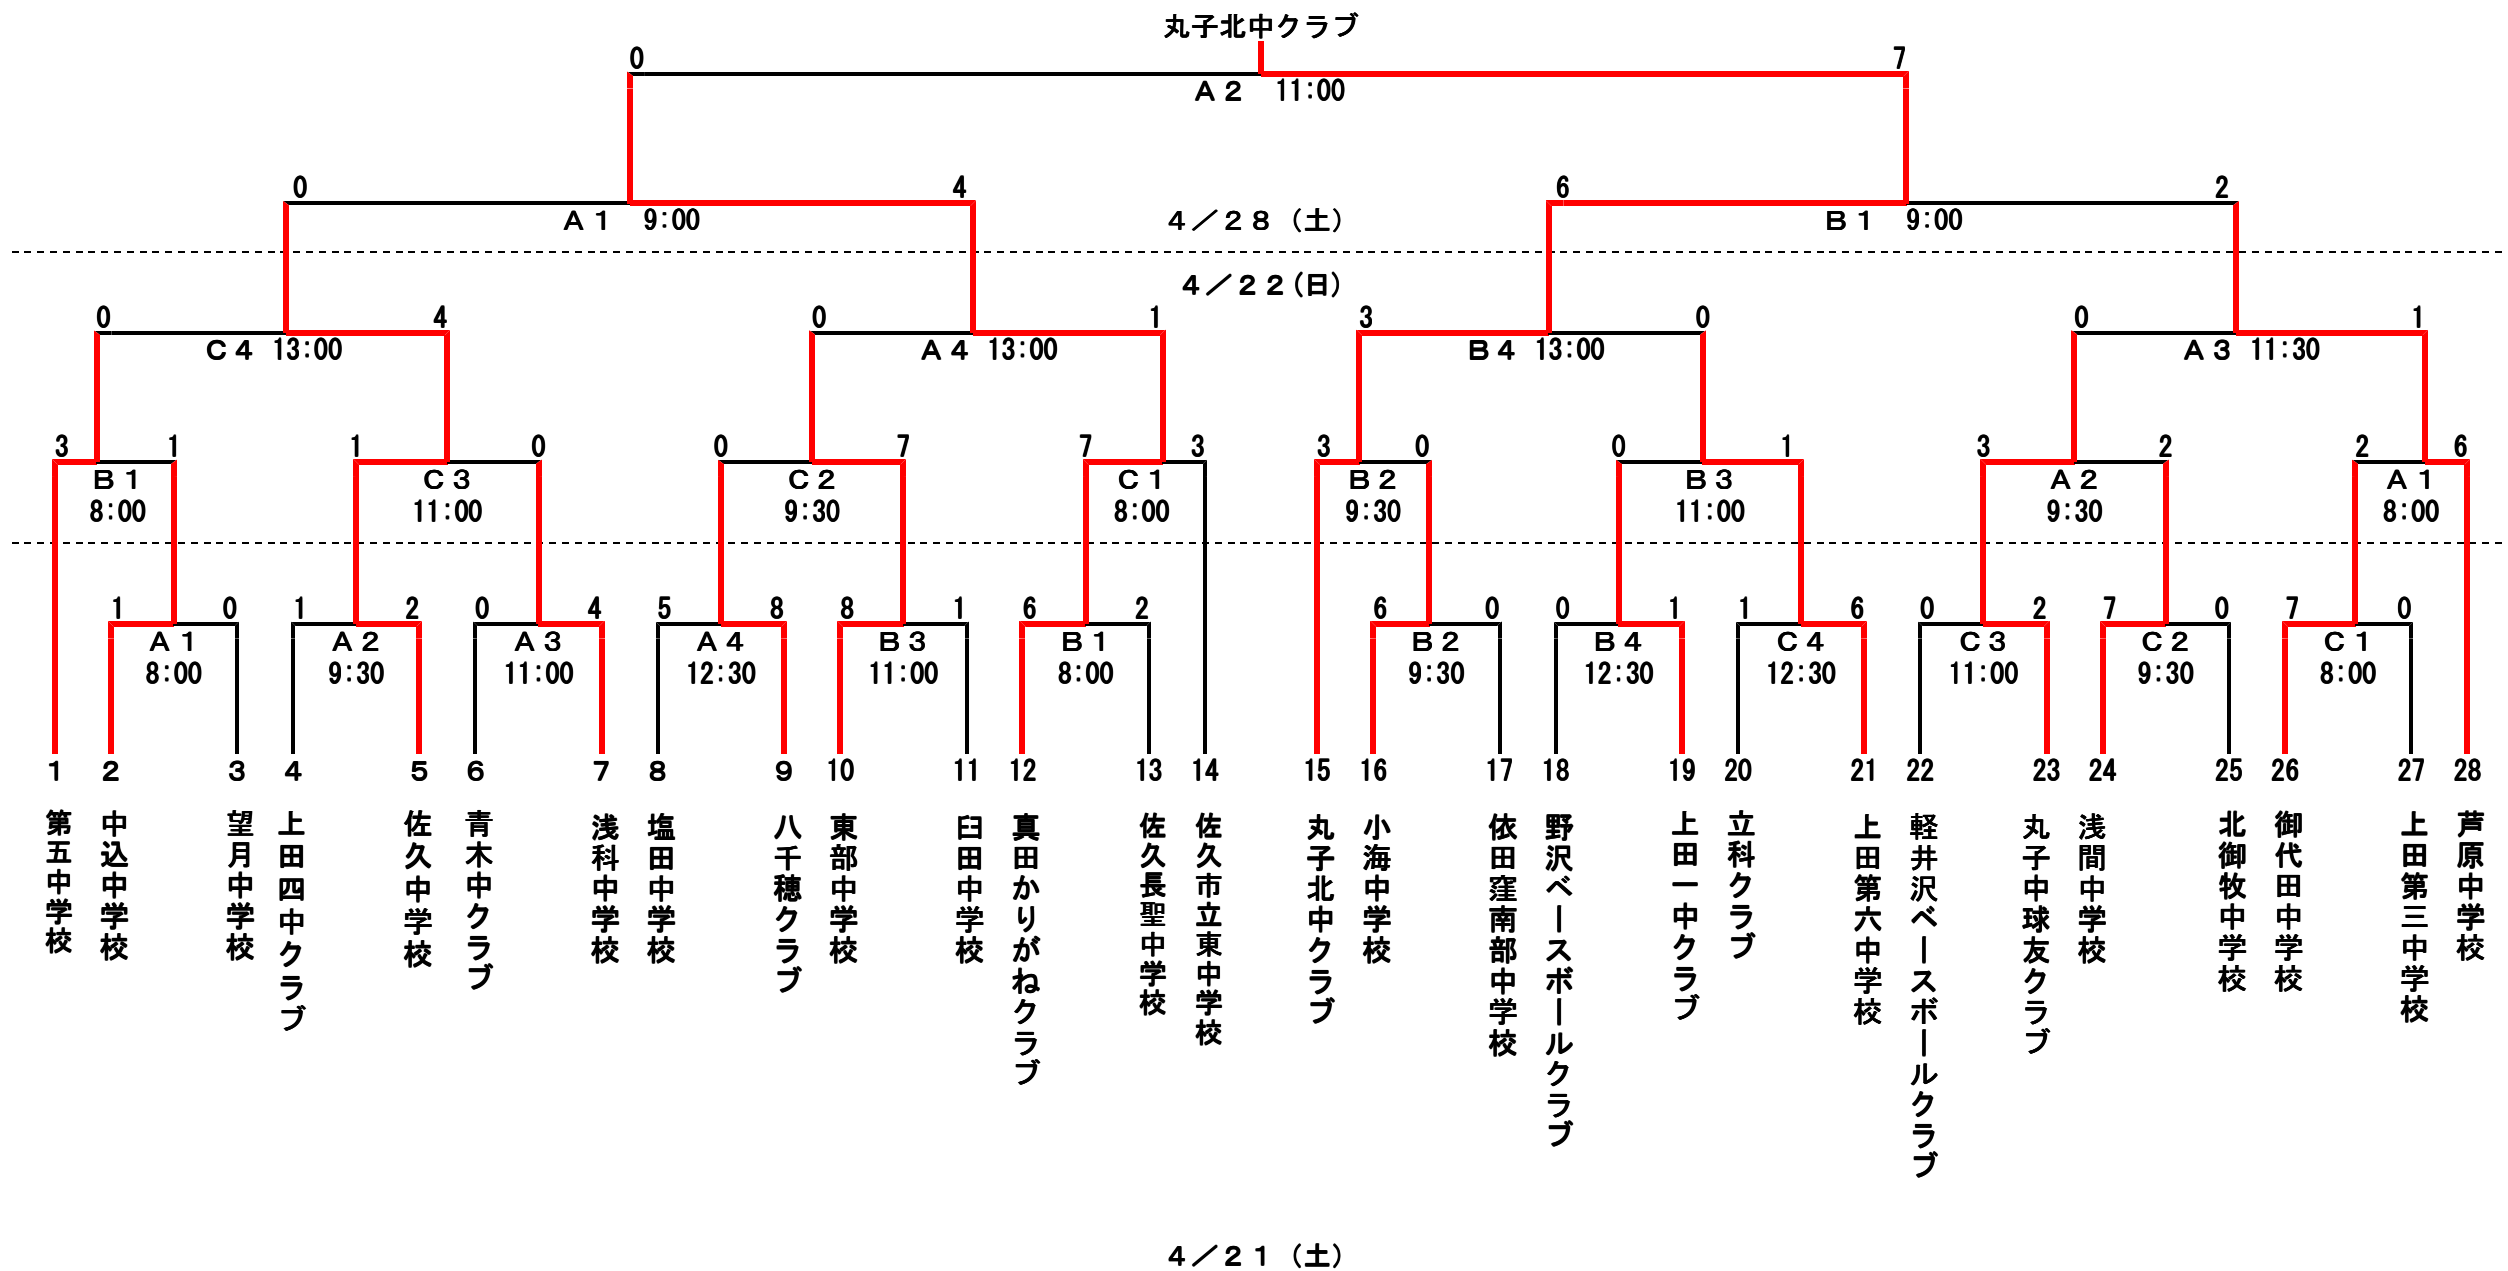 丸子北中クラブ
0 7
A2 11:00
0 4 6 2
A1 9:00 4／28（土） B1 9:00
4／22(日)
0 4 0 1 3 0 0 1
C4 13:00 A4 13:00 B4 13:00 A3 11:30
3 1 1 0 0 7 7 3 3 0 0 1 3 2 2 6
B1 C3 C2 C1 B2 B3 A2 A1
8:00 11:00 9:30 8:00 9:30 11:00 9:30 8:00
1 0 1 2 0 4 5 8 8 1 6 2 6 0 0 1 1 6 0 2 7 0 7 0
A1 A2 A3 A4 B3 B1 B2 B4 C4 C3 C2 C1
8:00 9:30 11:00 12:30 11:00 8:00 9:30 12:30 12:30 11:00 9:30 8:00
1 2 3 4 5 6 7 8 9 10 11 12 13 14 15 16 17 18 19 20 21 22 23 24 25 26 27 28
第五中学校
中込中学校
望月中学校
上田四中クラブ
佐久中学校
青木中クラブ
浅科中学校
塩田中学校
八千穂クラブ
東部中学校
臼田中学校
真田かりがねクラブ
佐久長聖中学校
佐久市立東中学校
丸子北中クラブ
小海中学校
依田窪南部中学校
野沢ベースボールクラブ
上田一中クラブ
立科クラブ
上田第六中学校
軽井沢ベースボールクラブ
丸子中球友クラブ
浅間中学校
北御牧中学校
御代田中学校
上田第三中学校
芦原中学校
4／21（土）